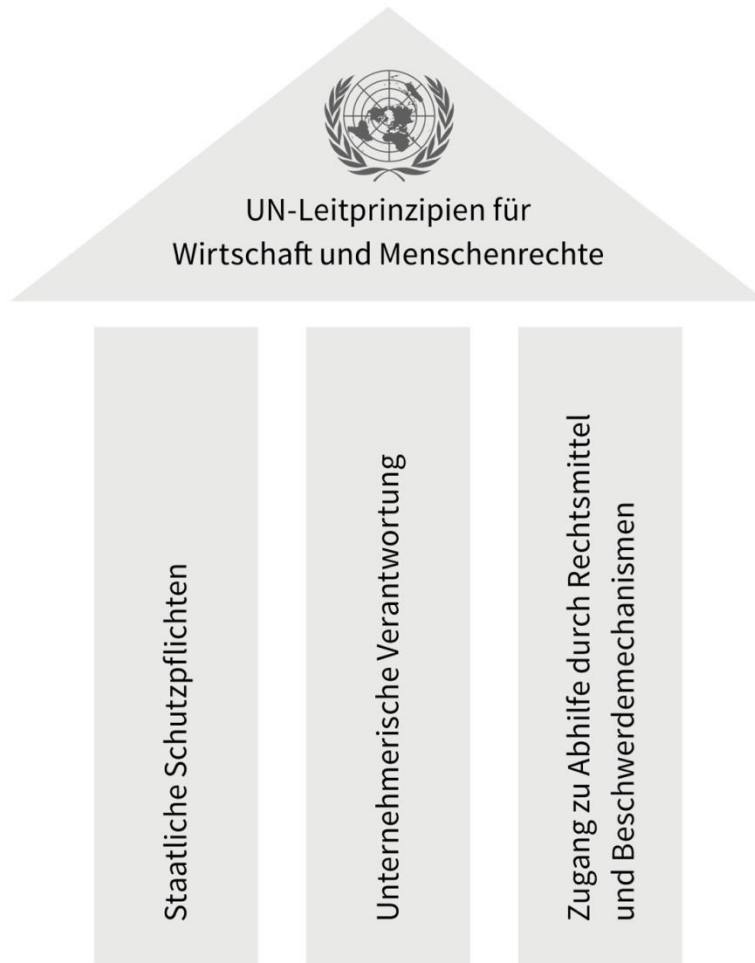 UN-Leitprinzipien für
Wirtschaft und Menschenrechte
Staatliche Schutzpflichten
Unternehmerische Verantwortung
Zugang zu Abhilfe durch Rechtsmittel
und Beschwerdemechanismen